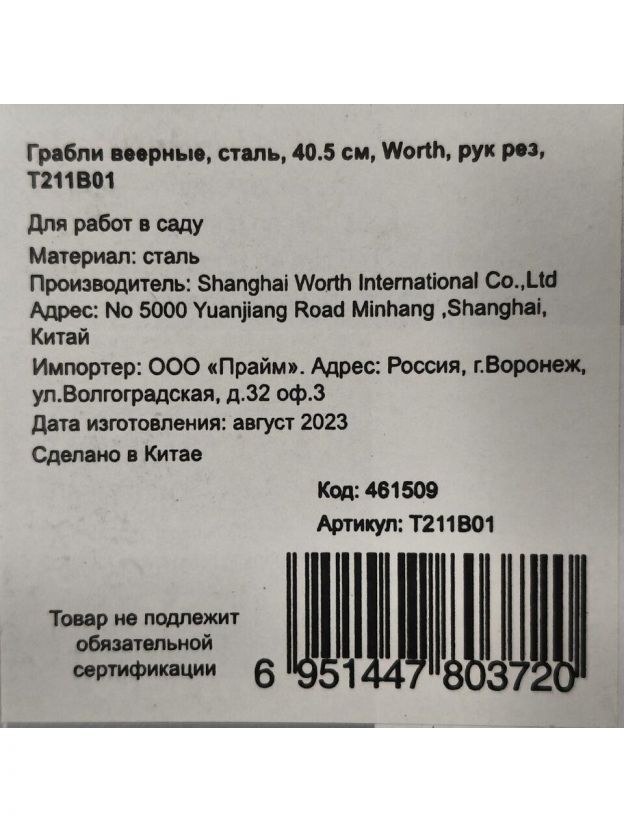 Грабли веерные, сталь, 40.5 см, Worth, рук рез,
T211B01
Для работ в саду
Материал: сталь
Производитель: Shanghai Worth International Co.,Ltd
Адрес: No 5000 Yuanjiang Road Minhang ,Shanghai,
Китай
Импортер: ООО «Прайм». Адрес: Россия, г.Воронеж,
ул.Волгоградская, д.32 оф.3
Дата изготовления: август 2023
Сделано в Китае
Код: 461509
Артикул: T211B01
Товар не подлежит
обязательной
сертификации
6 951447 803720